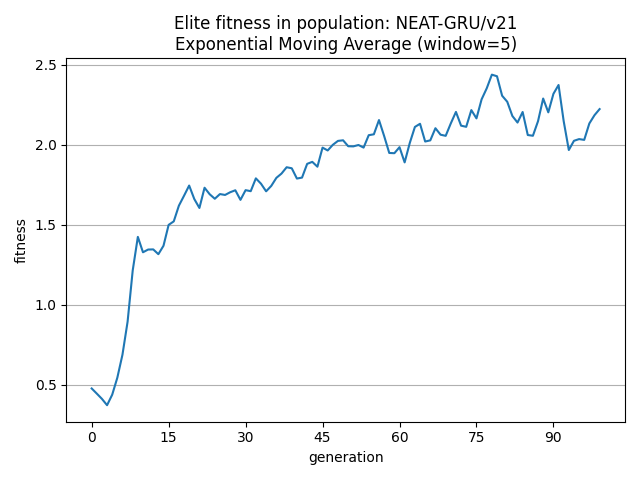 Elite fitness in population: NEAT-GRU/v21
Exponential Moving Average (window=5)
2.5
2.0
1.5
1.0
0.5
fitness
0 15 30 45 60 75 90
generation